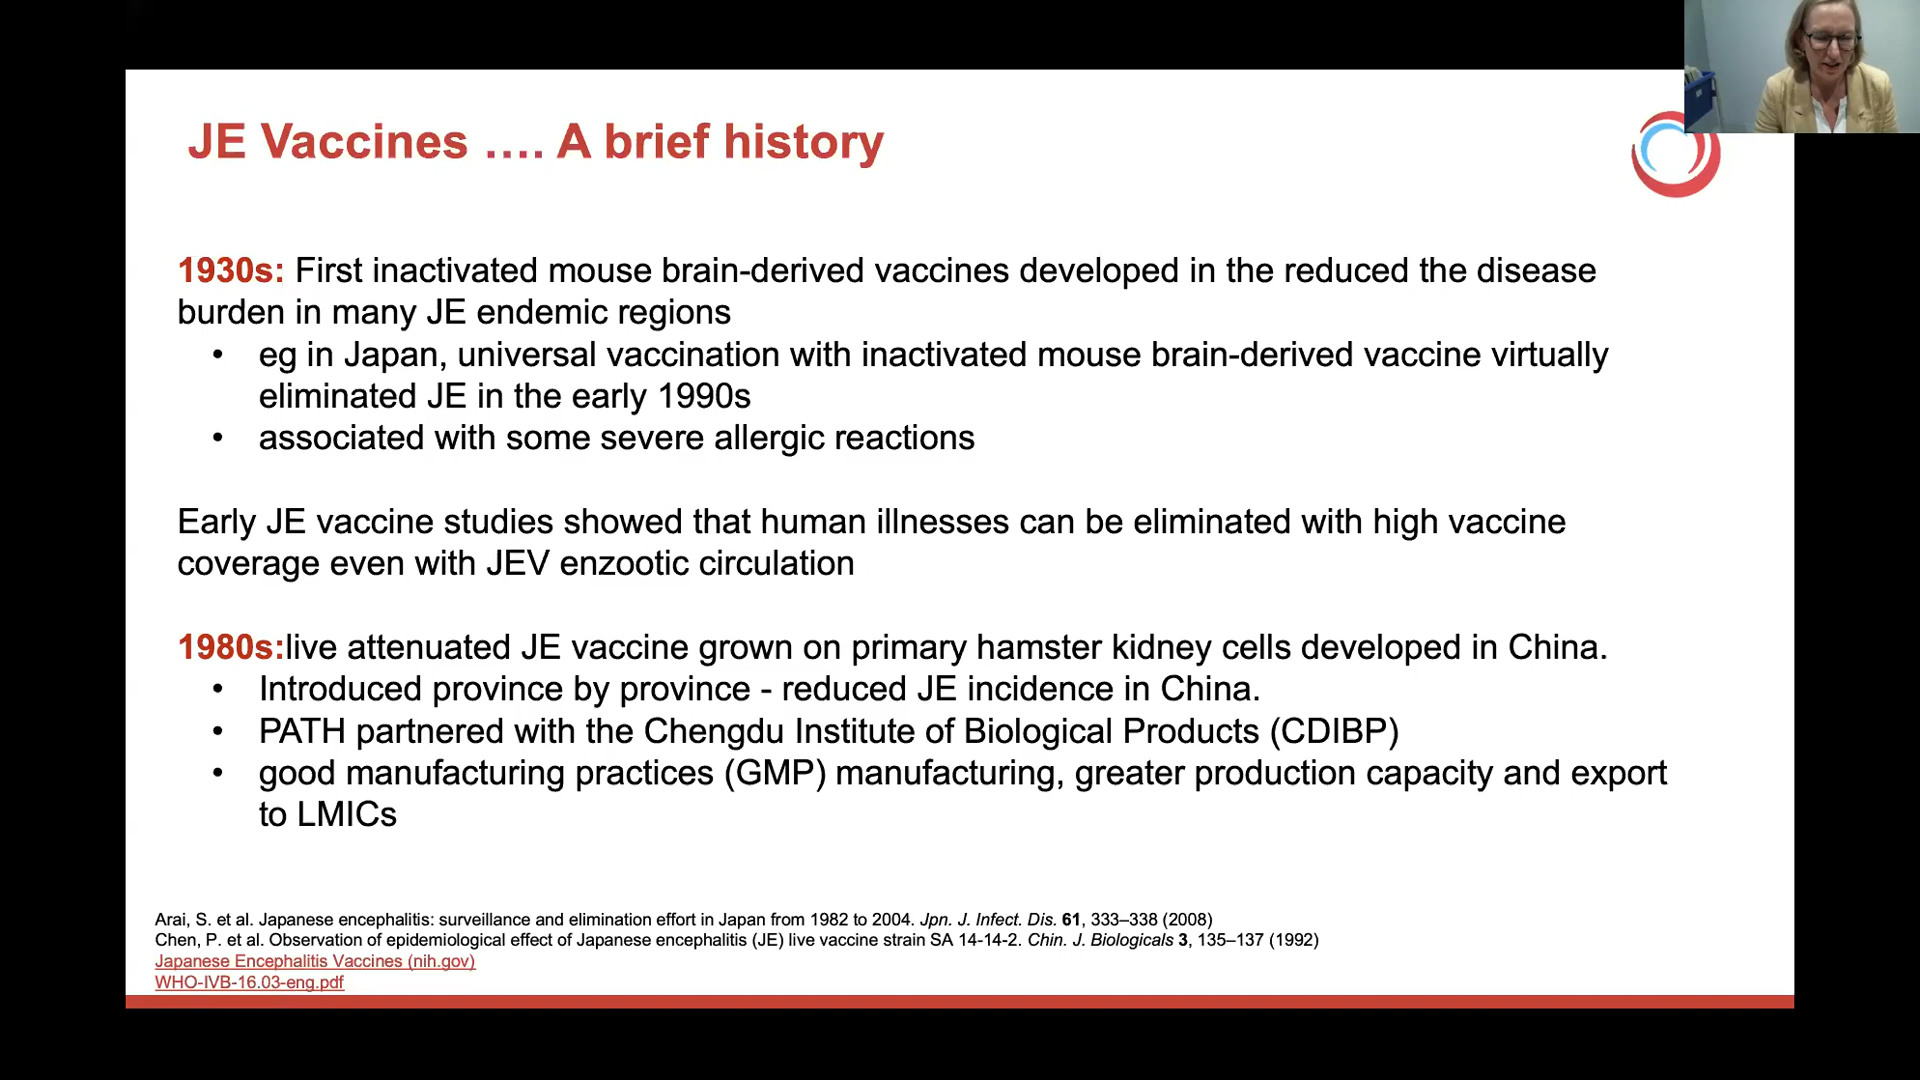 JE Vaccines .... A brief history
1930s: First inactivated mouse brain-derived vaccines developed in the reduced the disease
burden in many JE endemic regions
• eg in Japan, universal vaccination with inactivated mouse brain-derived vaccine virtually
eliminated JE in the early 1990s
• associated with some severe allergic reactions
Early JE vaccine studies showed that human illnesses can be eliminated with high vaccine
coverage even with JEV enzootic circulation
1980s:live attenuated JE vaccine grown on primary hamster kidney cells developed in China.
• Introduced province by province - reduced JE incidence in China.
• PATH partnered with the Chengdu Institute of Biological Products (CDIBP)
• good manufacturing practices (GMP) manufacturing, greater production capacity and export
to LMICs
Arai, S. et al. Japanese encephalitis: surveillance and elimination effort in Japan from 1982 to 2004. Jpn. J. Infect. Dis. 61, 333–338 (2008)
Chen, P. et al. Observation of epidemiological effect of Japanese encephalitis (JE) live vaccine strain SA 14-14-2. Chin. J. Biologicals 3, 135–137 (1992)
Japanese Encephalitis Vaccines (nih.gov)
WHO-IVB-16.03-eng.pdf